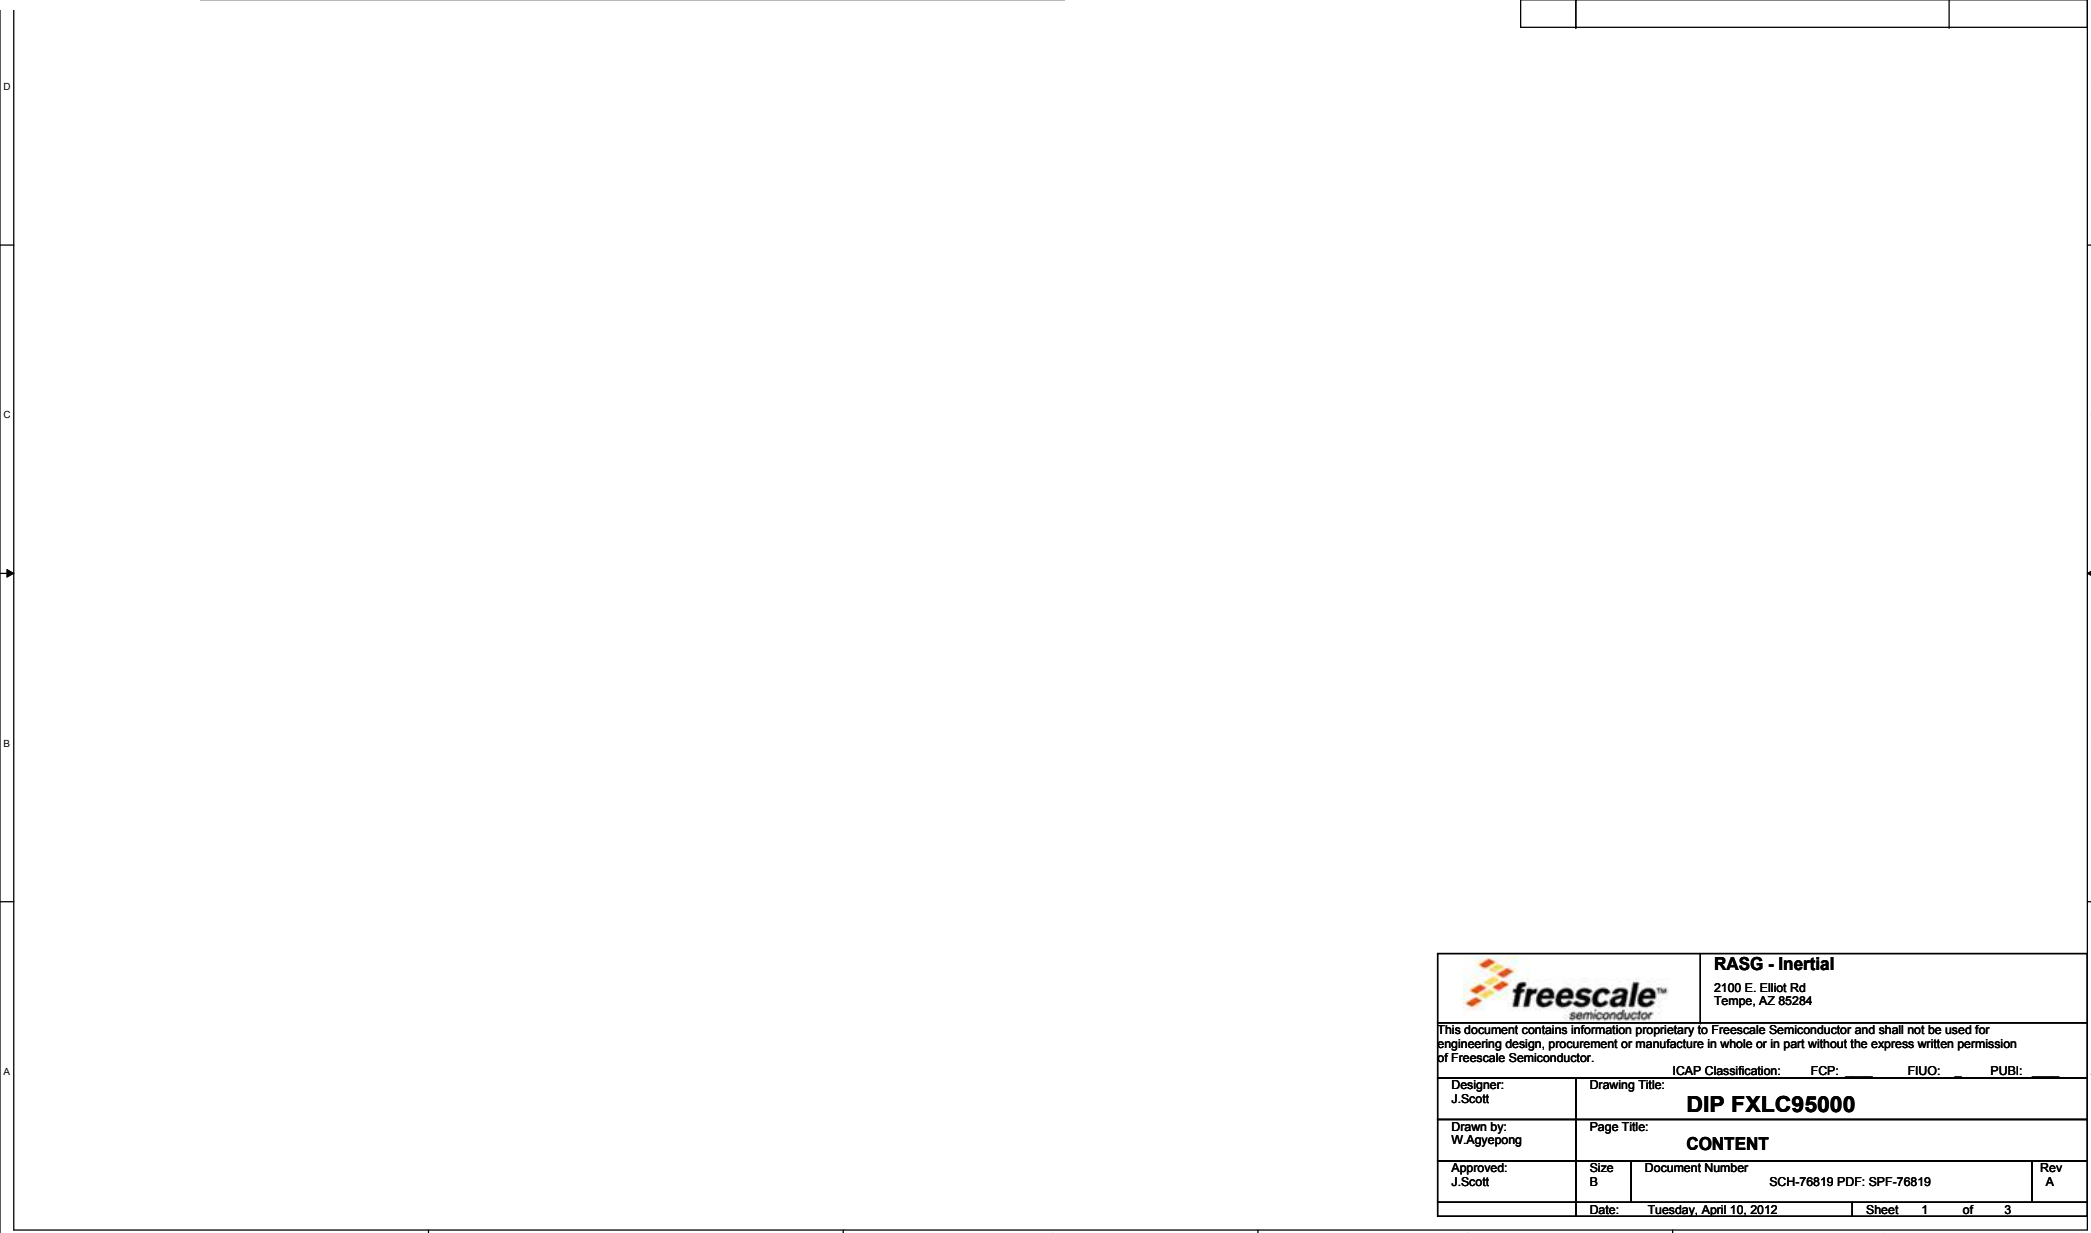 D
C
B
A
freescale™
semiconductor
RASG - Inertial
2100 E. Elliot Rd
Tempe, AZ 85284
This document contains information proprietary to Freescale Semiconductor and shall not be used for
engineering design, procurement or manufacture in whole or in part without the express written permission
of Freescale Semiconductor.
ICAP Classification: FCP: ____ FIUO: _ PUBI: ____
Designer:
J.Scott
Drawing Title:
DIP FXLC95000
Drawn by:
W.Agyepong
Page Title:
CONTENT
Approved:
J.Scott
Size
B
Document Number
SCH-76819 PDF: SPF-76819
Rev
A
Date: Tuesday, April 10, 2012
Sheet 1 of 3